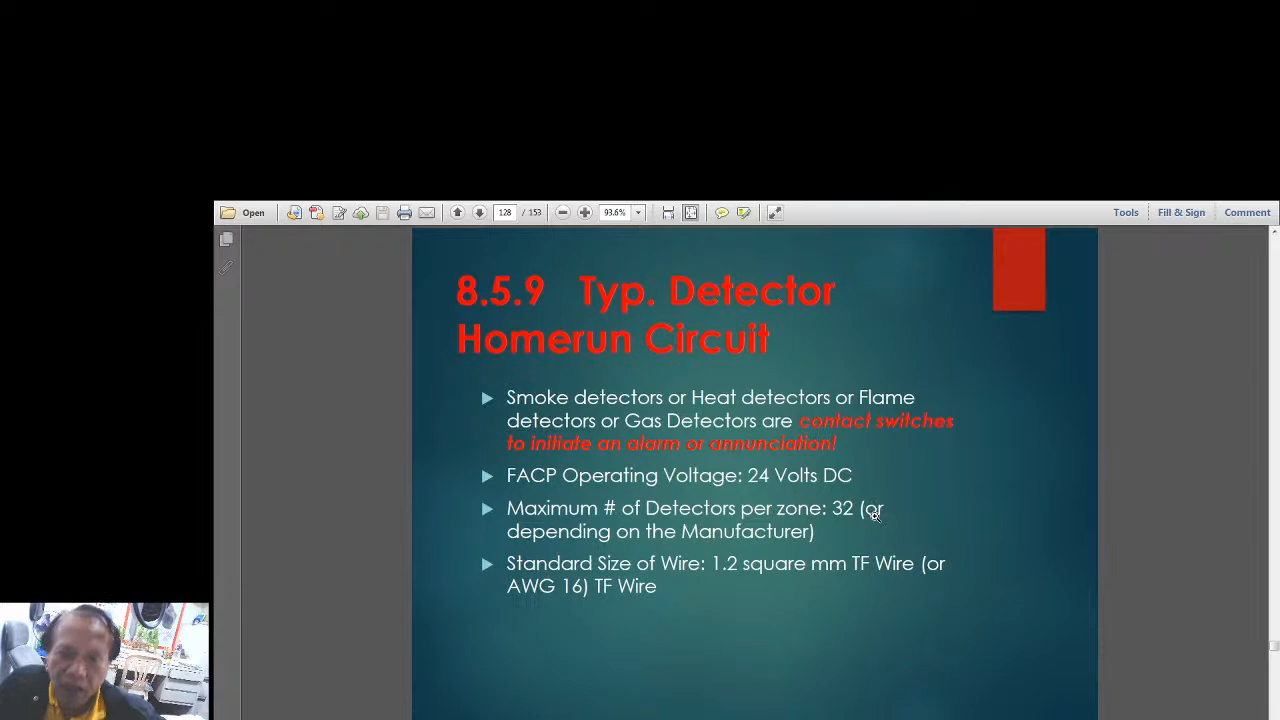 Open
128 / 153
93.6%
Tools
Fill & Sign
Comment
8.5.9 Typ. Detector
Homerun Circuit
Smoke detectors or Heat detectors or Flame
detectors or Gas Detectors are contact switches
to initiate an alarm or annunciation!
FACP Operating Voltage: 24 Volts DC
Maximum # of Detectors per zone: 32 (or
depending on the Manufacturer)
Standard Size of Wire: 1.2 square mm TF Wire (or
AWG 16) TF Wire